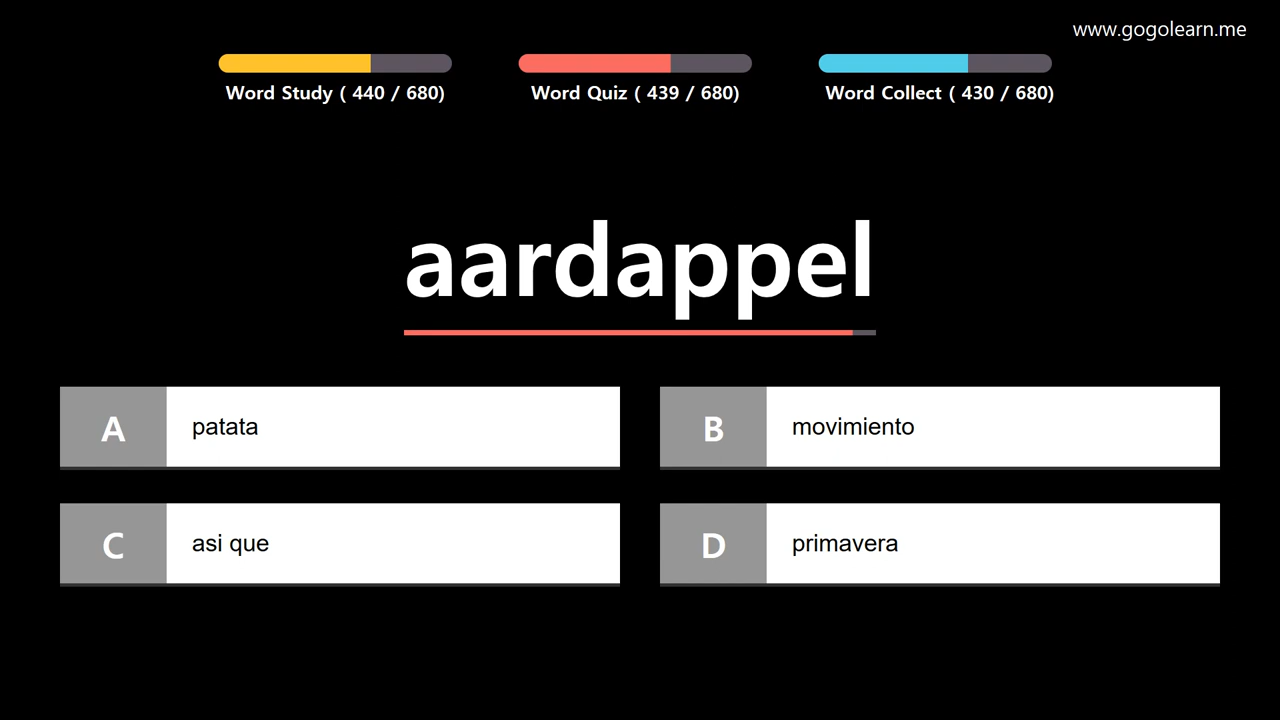 www.gogolearn.me
Word Study ( 440 / 680)
Word Quiz ( 439 / 680)
Word Collect ( 430 / 680)
aardappel
A patata
B movimiento
C asi que
D primavera